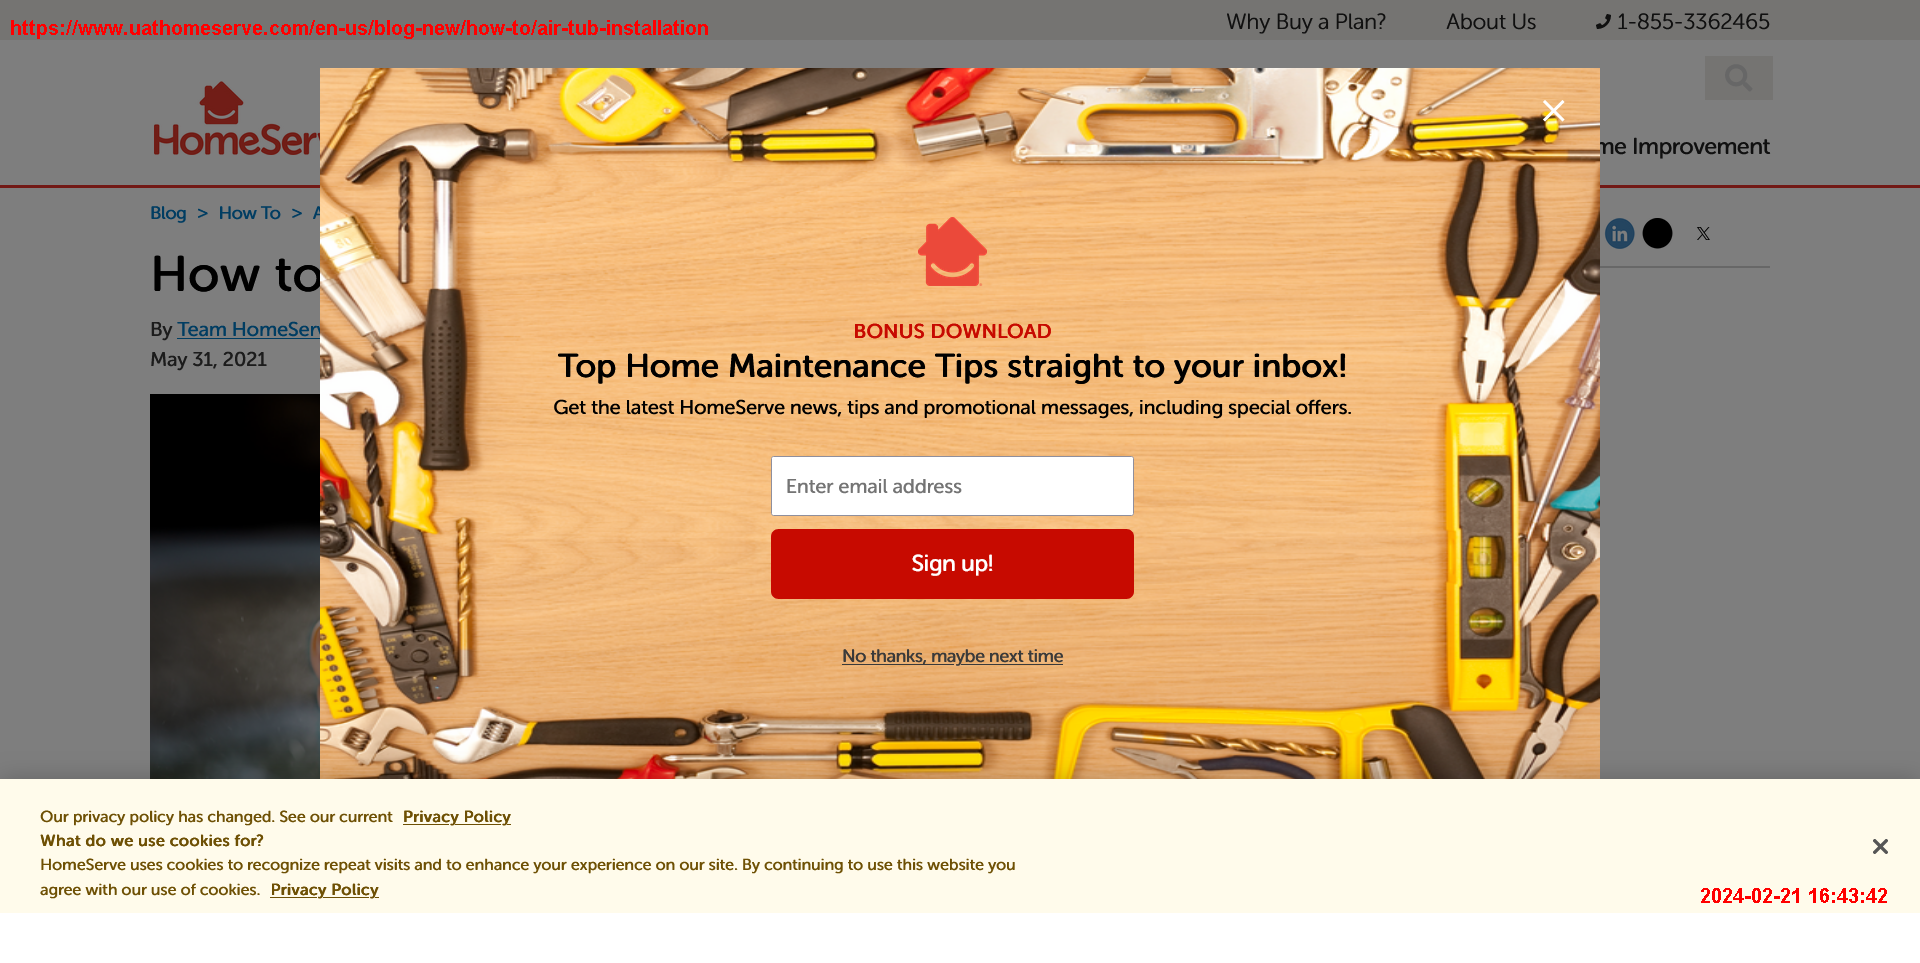 https://www.uathomeserve.com/en-us/blog-new/how-to/air-tub-installation
Why Buy a Plan?
About Us
1-855-3362465
HomeSer
me Improvement
Blog > How To >
How to
By Team HomeServ
May 31, 2021
in
X
BONUS DOWNLOAD
Top Home Maintenance Tips straight to your inbox!
Get the latest HomeServe news, tips and promotional messages, including special offers.
Enter email address
Sign up!
No thanks, maybe next time
Our privacy policy has changed. See our current Privacy Policy
What do we use cookies for?
HomeServe uses cookies to recognize repeat visits and to enhance your experience on our site. By continuing to use this website you
agree with our use of cookies. Privacy Policy
2024-02-21 16:43:42